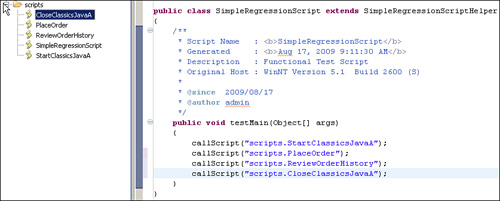 scripts
CloseClassicsJavaA
PlaceOrder
ReviewOrderHistory
SimpleRegressionScript
StartClassicsJavaA
public class SimpleRegressionScript extends SimpleRegressionScriptHelper
{
/**
* Script Name   : <b>SimpleRegressionScript</b>
* Generated     : <b>Aug 17, 2009 9:11:30 AM</b>
* Description   : Functional Test Script
* Original Host : WinNT Version 5.1  Build 2600 (S)
*
* @since  2009/08/17
* @author admin
*/
public void testMain(Object[] args)
{
callScript("scripts.StartClassicsJavaA");
callScript("scripts.PlaceOrder");
callScript("scripts.ReviewOrderHistory");
callScript("scripts.CloseClassicsJavaA");
}
}